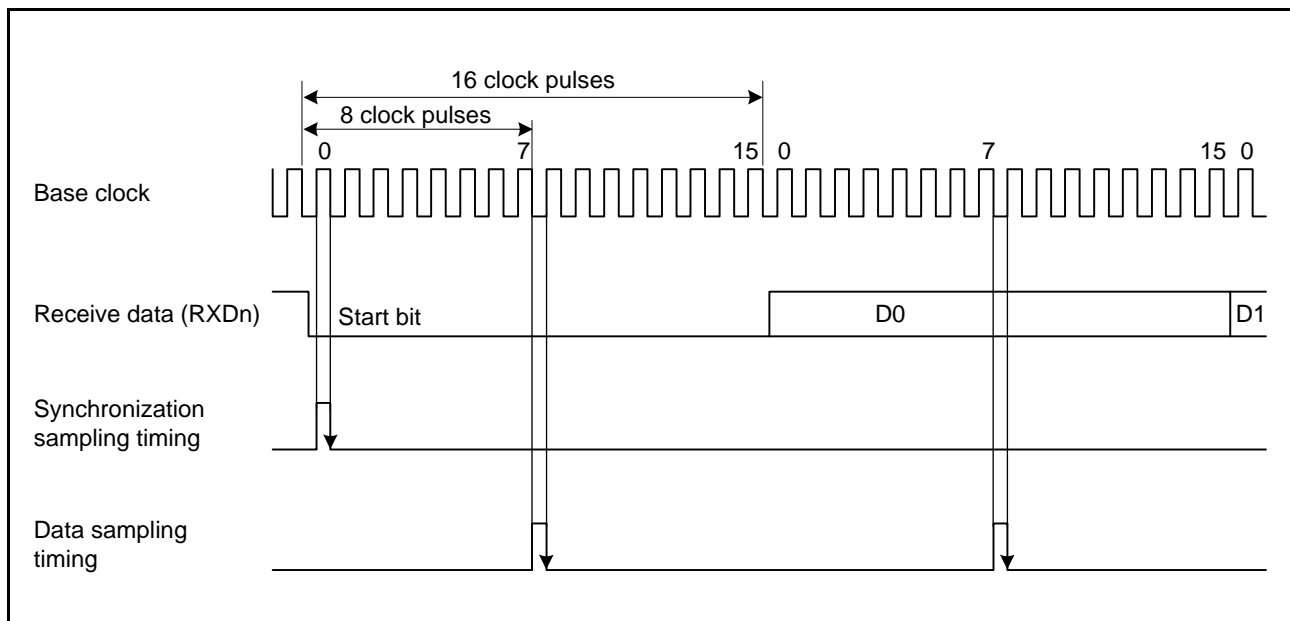 16 clock pulses
8 clock pulses
0 7 15 0 7 15 0
Base clock
Receive data (RXDn)
Start bit D0 D1
Synchronization
sampling timing
Data sampling
timing